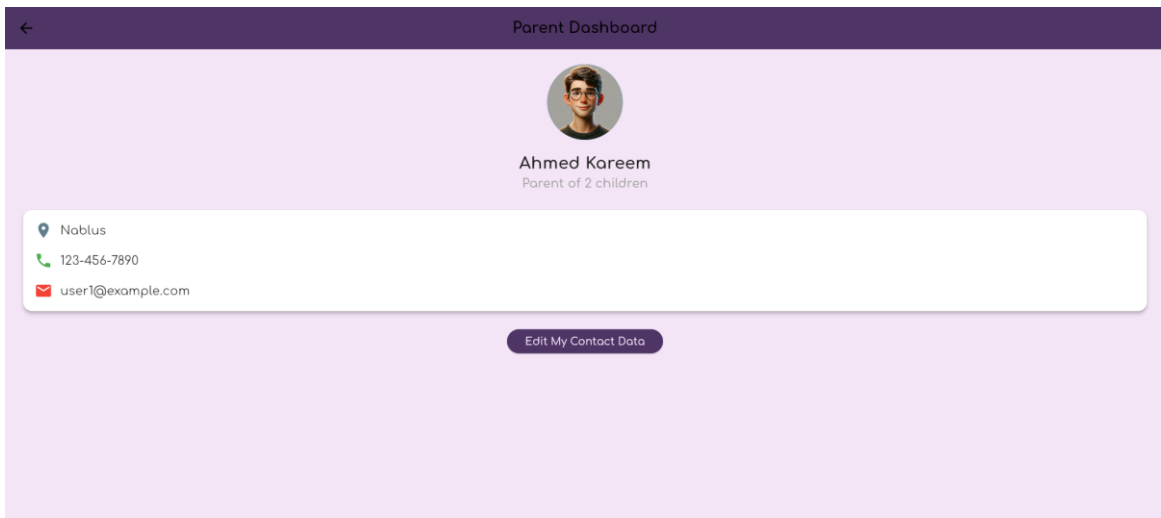 Parent Dashboard
Ahmed Kareem
Parent of 2 children
Nablus
123-456-7890
user1@example.com
Edit My Contact Data